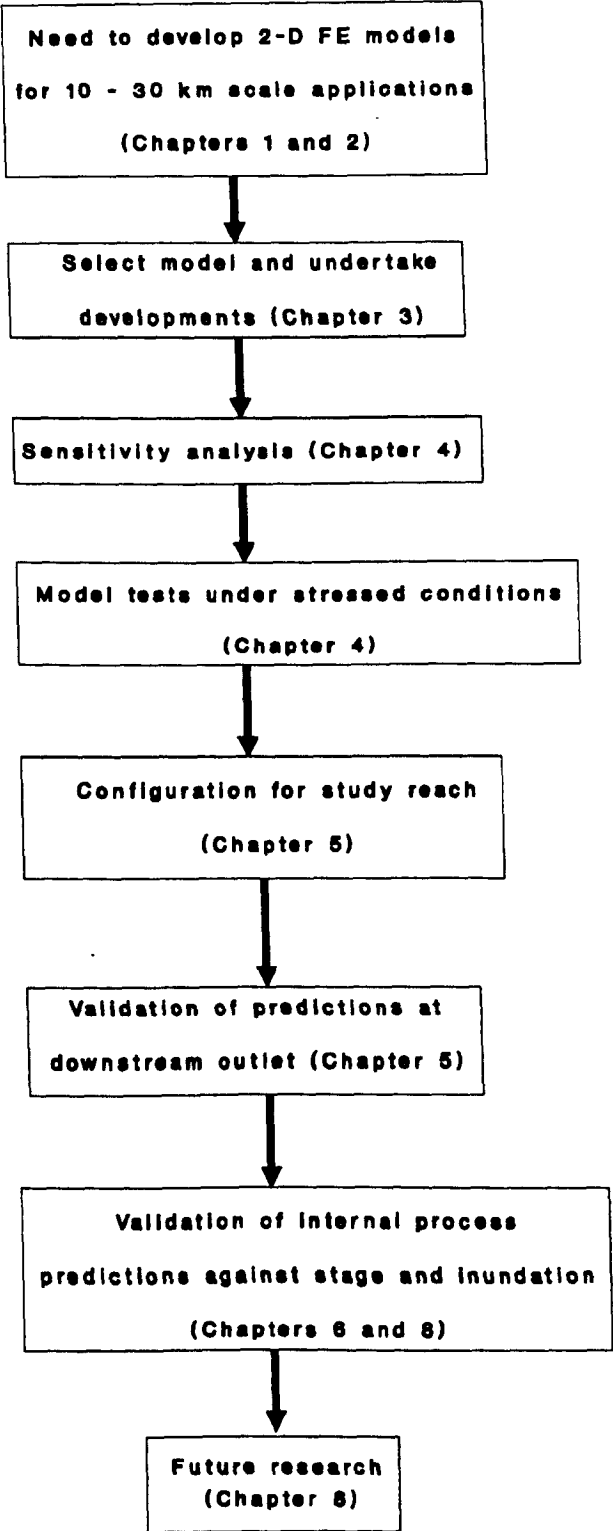 Need to develop 2-D FE models
for 10 - 30 km scale applications
(Chapters 1 and 2)
Select model and undertake
developments (Chapter 3)
Sensitivity analysis (Chapter 4)
Model tests under stressed conditions
(Chapter 4)
Configuration for study reach
(Chapter 5)
Validation of predictions at
downstream outlet (Chapter 5)
Validation of internal process
predictions against stage and inundation
(Chapters 6 and 8)
Future research
(Chapter 8)